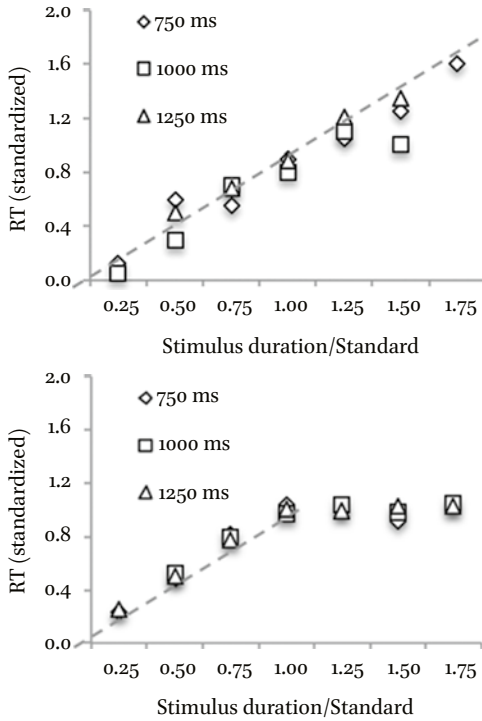 2.0
1.6
1.2
0.8
0.4
0.0
RT (standardized)
750 ms
1000 ms
1250 ms
0.25 0.50 0.75 1.00 1.25 1.50 1.75
Stimulus duration/Standard
2.0
1.6
1.2
0.8
0.4
0.0
RT (standardized)
750 ms
1000 ms
1250 ms
0.25 0.50 0.75 1.00 1.25 1.50 1.75
Stimulus duration/Standard